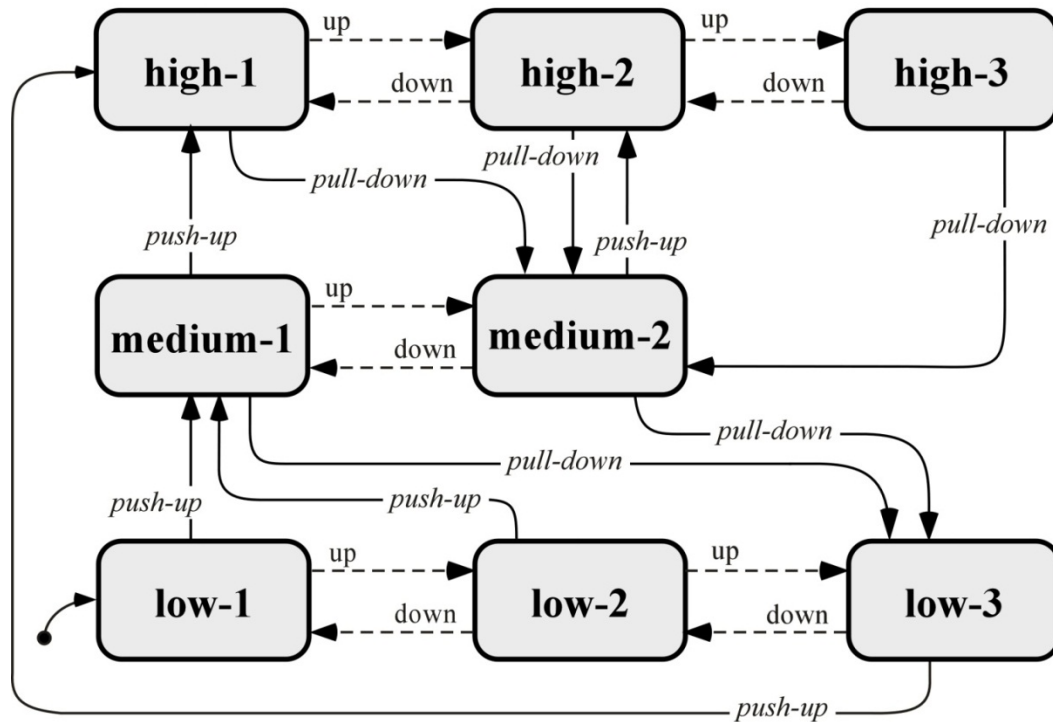 up
up
high-1
high-2
high-3
down
down
pull-down
pull-down
push-up
push-up
pull-down
up
medium-1
medium-2
down
pull-down
pull-down
push-up
push-up
up
up
low-1
low-2
low-3
down
down
push-up